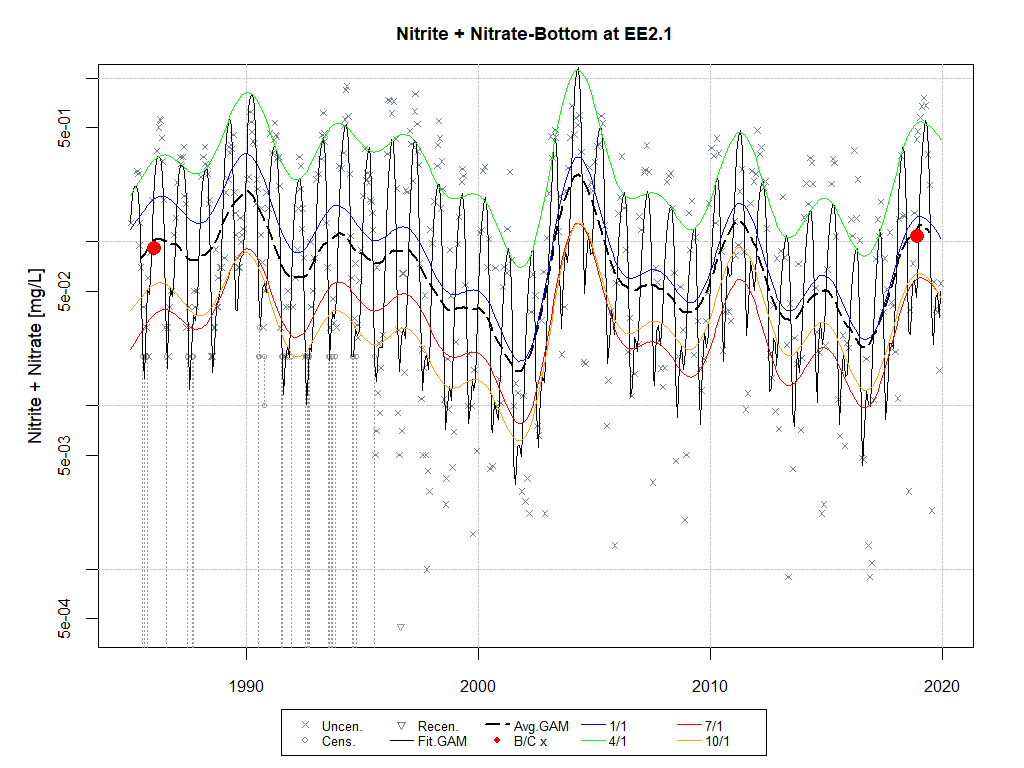 Nitrite + Nitrate-Bottom at EE2.1
Nitrite + Nitrate [mg/L]
5e-01
5e-02
5e-03
5e-04
1990 2000 2010 2020
Uncen. Recen. Avg.GAM 1/1 7/1
Cens. Fit.GAM B/C x 4/1 10/1